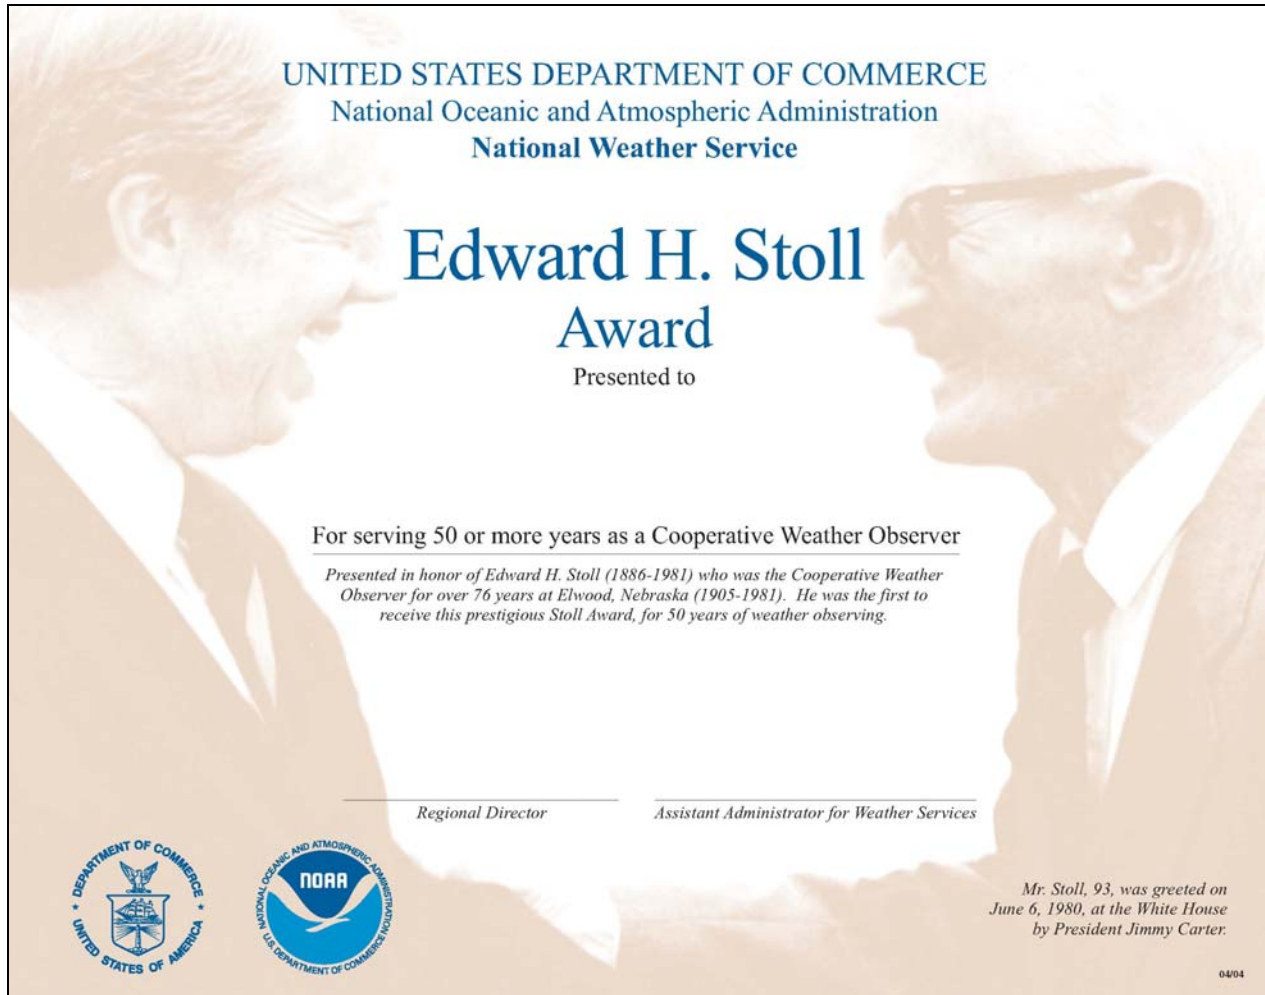 UNITED STATES DEPARTMENT OF COMMERCE
National Oceanic and Atmospheric Administration
National Weather Service
Edward H. Stoll
Award
Presented to
For serving 50 or more years as a Cooperative Weather Observer
Presented in honor of Edward H. Stoll (1886-1981) who was the Cooperative Weather
Observer for over 76 years at Elwood, Nebraska (1905-1981). He was the first to
receive this prestigious Stoll Award, for 50 years of weather observing.
Regional Director
Assistant Administrator for Weather Services
DEPARTMENT OF COMMERCE
UNITED STATES OF AMERICA
NATIONAL OCEANIC AND ATMOSPHERIC ADMINISTRATION
NOAA
U.S. DEPARTMENT OF COMMERCE
Mr. Stoll, 93, was greeted on
June 6, 1980, at the White House
by President Jimmy Carter.
04/04